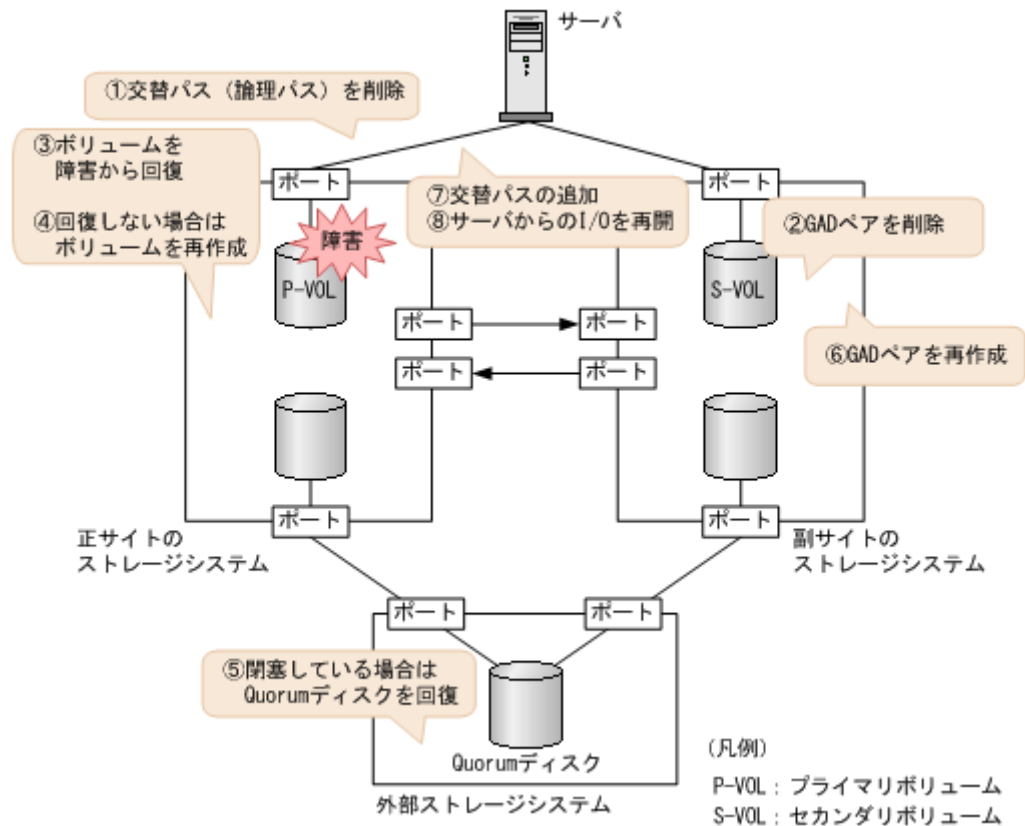 サーバ
①交替パス（論理パス）を削除
③ボリュームを
障害から回復
④回復しない場合は
ボリュームを再作成
ポート
ポート
⑦交替パスの追加
⑧サーバからのI/Oを再開
②GADペアを削除
障害
P-VOL
S-VOL
ポート
ポート
⑥GADペアを再作成
ポート
ポート
ポート
ポート
正サイトの
ストレージシステム
副サイトの
ストレージシステム
ポート
ポート
⑤閉塞している場合は
Quorumディスクを回復
Quorumディスク
外部ストレージシステム
(凡例)
P-VOL：プライマリボリューム
S-VOL：セカンダリボリューム